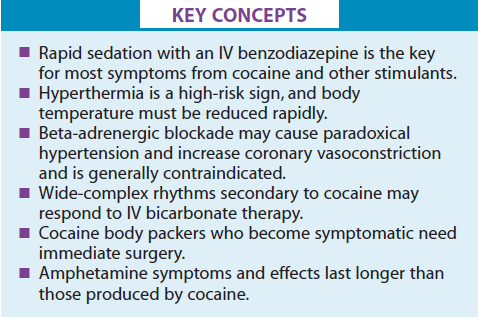 KEY CONCEPTS
■ Rapid sedation with an IV benzodiazepine is the key
for most symptoms from cocaine and other stimulants.
■ Hyperthermia is a high-risk sign, and body
temperature must be reduced rapidly.
■ Beta-adrenergic blockade may cause paradoxical
hypertension and increase coronary vasoconstriction
and is generally contraindicated.
■ Wide-complex rhythms secondary to cocaine may
respond to IV bicarbonate therapy.
■ Cocaine body packers who become symptomatic need
immediate surgery.
■ Amphetamine symptoms and effects last longer than
those produced by cocaine.